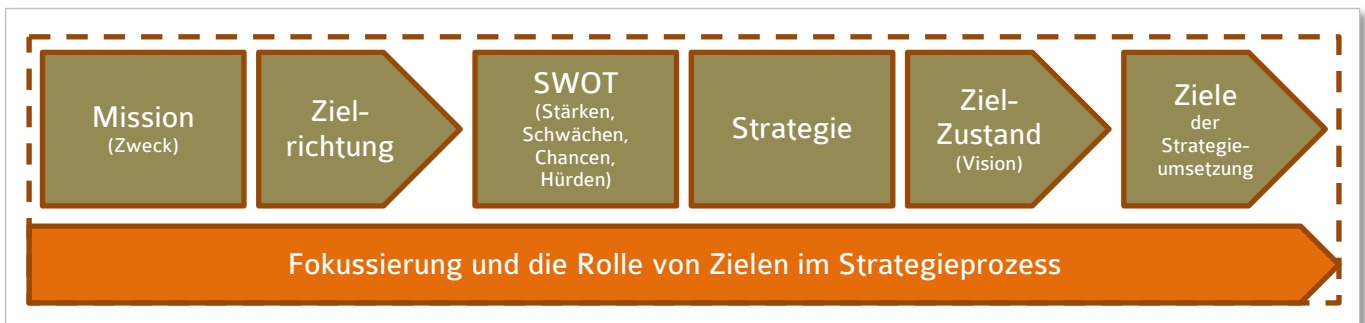 Mission
(Zweck)
Ziel-
richtung
SWOT
(Stärken,
Schwächen,
Chancen,
Hürden)
Strategie
Ziel-
Zustand
(Vision)
Ziele
der
Strategie-
umsetzung
Fokussierung und die Rolle von Zielen im Strategieprozess